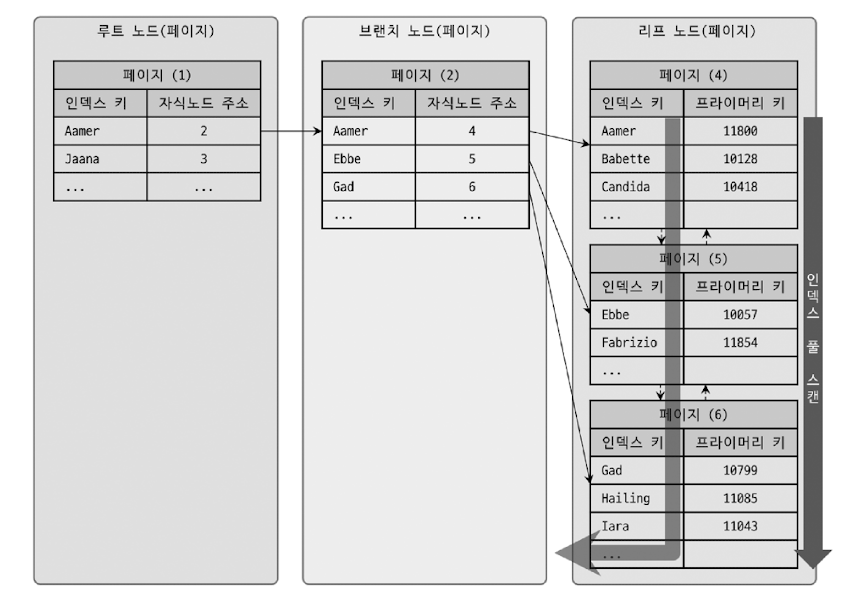 루트 노드(페이지)
페이지 (1)
인덱스 키 자식노드 주소
Aamer 2
Jaana 3
... ...
브랜치 노드(페이지)
페이지 (2)
인덱스 키 자식노드 주소
Aamer 4
Ebbe 5
Gad 6
... ...
리프 노드(페이지)
페이지 (4)
인덱스 키 프라이머리 키
Aamer 11800
Babette 10128
Candida 10418
...
페이지 (5)
인덱스 키 프라이머리 키
Ebbe 10057
Fabrizio 11854
...
페이지 (6)
인덱스 키 프라이머리 키
Gad 10799
Hailing 11085
Iara 11043
...
인덱스 풀 스캔